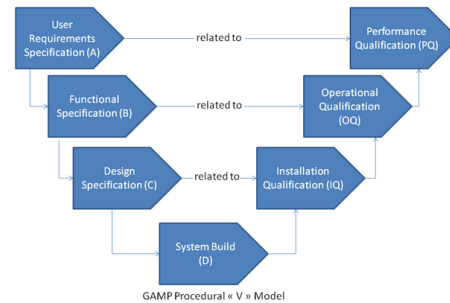 User
Requirements
Specification (A)
related to
Performance
Qualification (PQ)
Functional
Specification (B)
related to
Operational
Qualification
(OQ)
Design
Specification (C)
related to
Installation
Qualification (IQ)
System Build
(D)
GAMP Procedural « V » Model